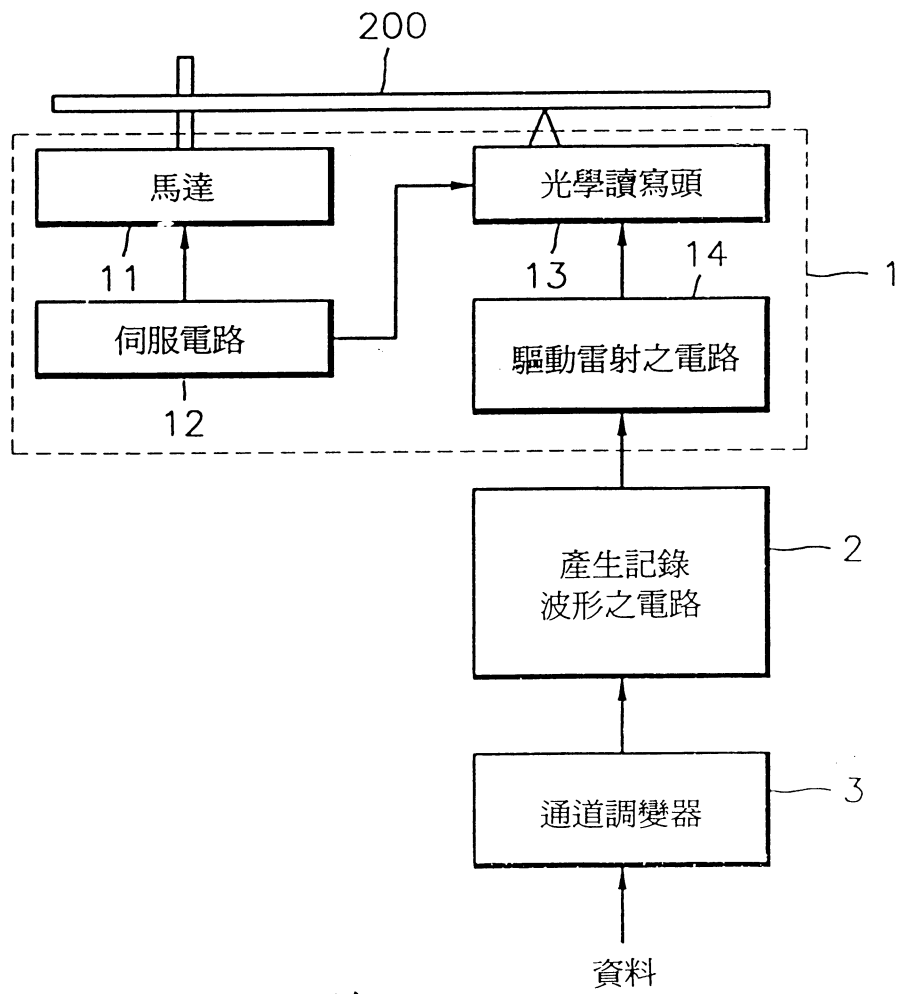 200
馬達
光學讀寫頭
11
13
14
1
伺服電路
驅動雷射之電路
12
產生記錄
波形之電路
2
通道調變器
3
資料